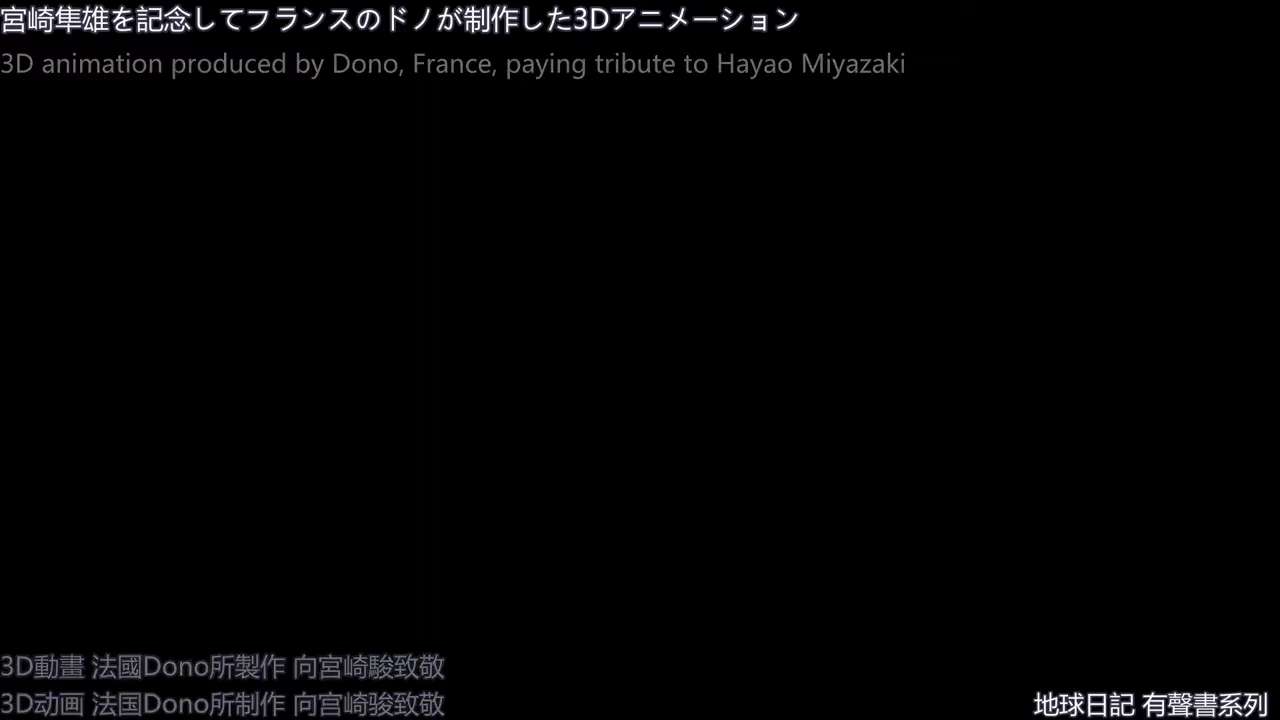 宮崎隼雄を記念してフランスのドノが制作した3Dアニメーション
3D animation produced by Dono, France, paying tribute to Hayao Miyazaki
3D動畫 法國Dono所製作 向宮崎駿致敬
3D动画 法国Dono所制作 向宫崎骏致敬
地球日記 有聲書系列